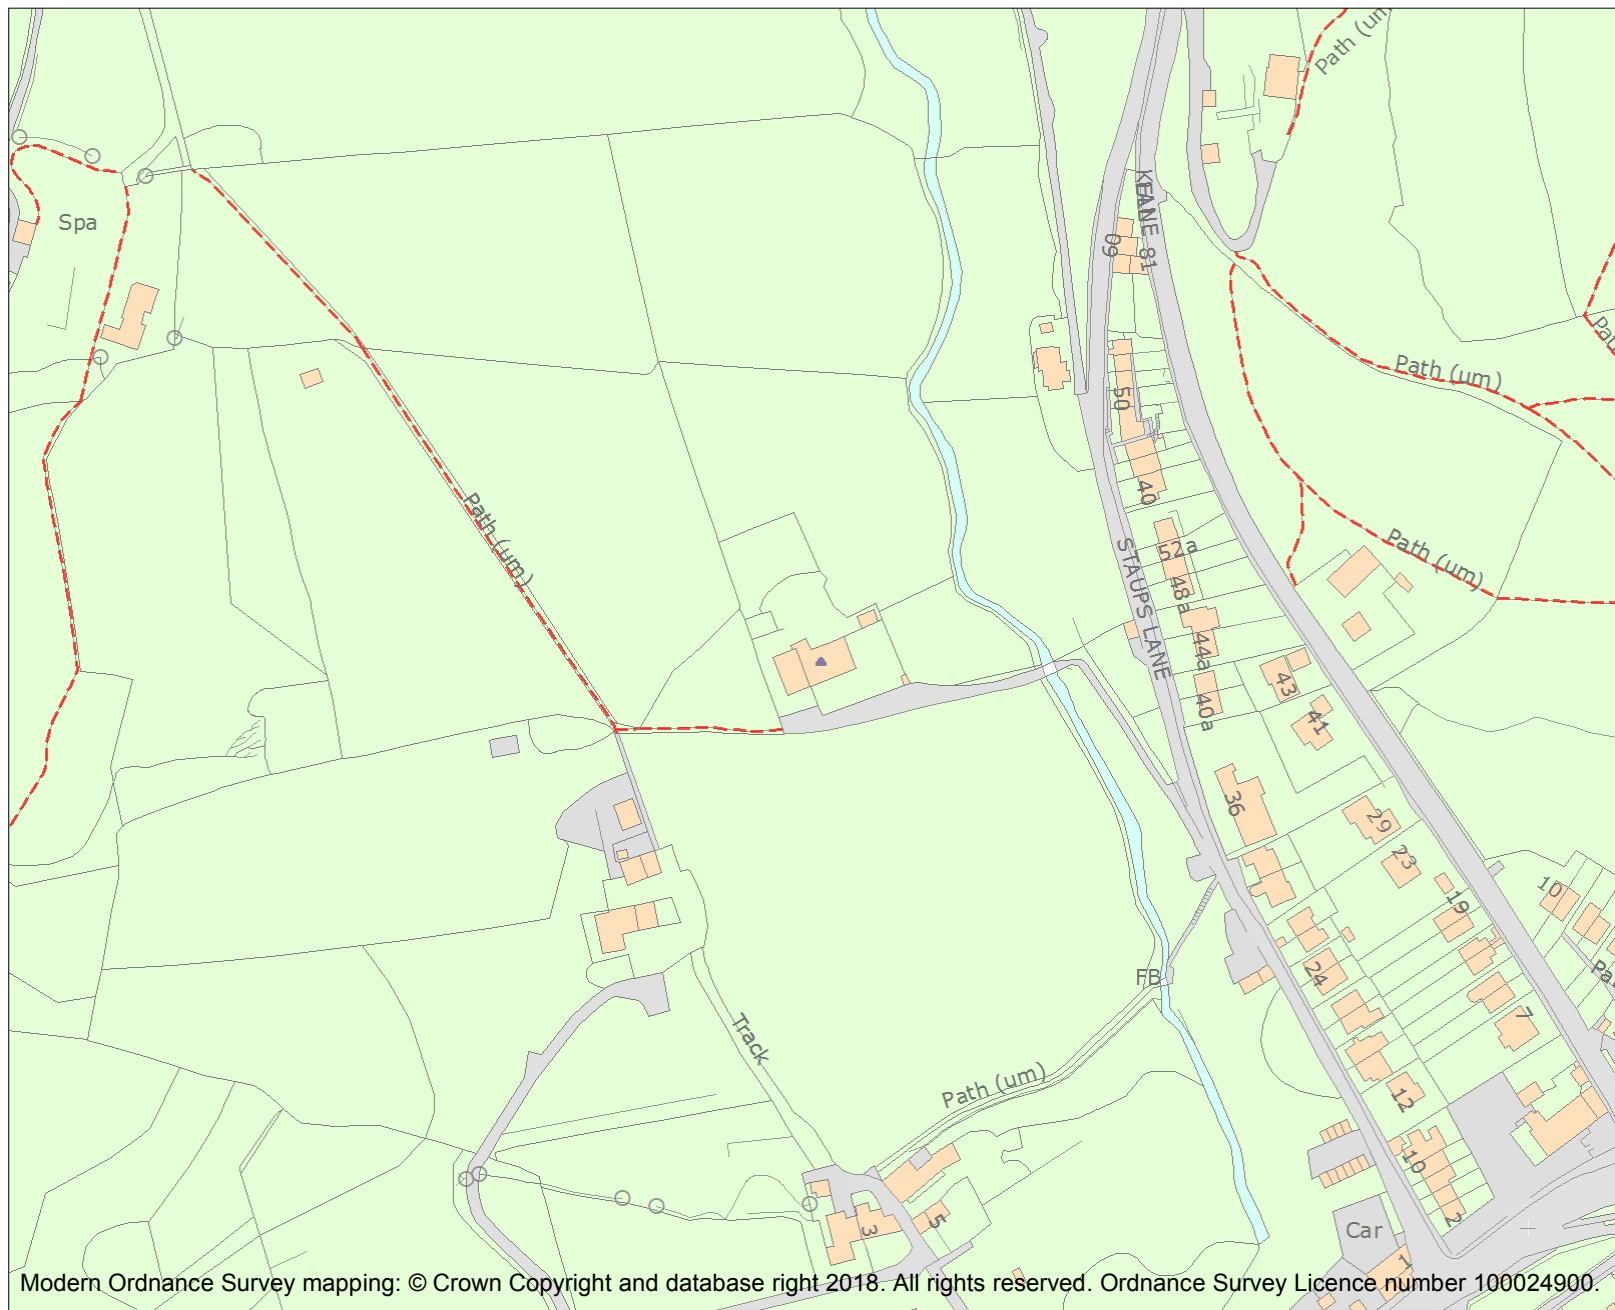 Path (um)
Spa
KEANE
81
60
Path (um)
50
40
Path (um)
STAUPS LANE
52a
48a
Path (um)
44a
43
40a
41
36
29
23
19
10
24
FB
7
Track
Path (um)
12
10
3
5
2
Car
1
Modern Ordnance Survey mapping: © Crown Copyright and database right 2018. All rights reserved. Ordnance Survey Licence number 100024900.